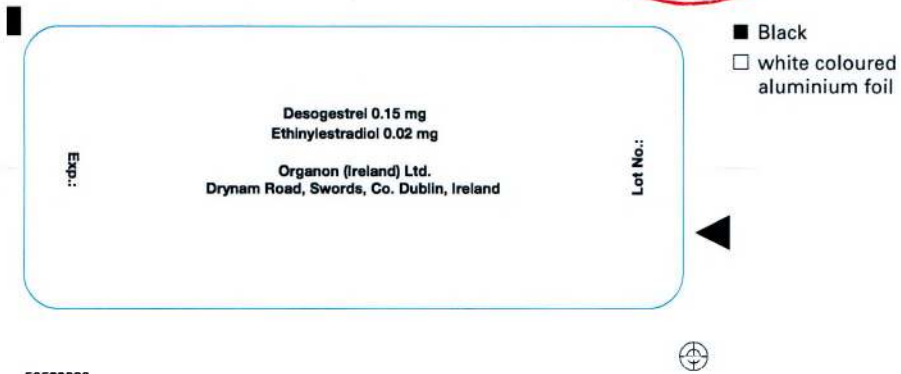 Black
white coloured
aluminium foil
Desogestrel 0.15 mg
Ethinylestradiol 0.02 mg
Organon (Ireland) Ltd.
Drynam Road, Swords, Co. Dublin, Ireland
Exp.:
Lot No.: